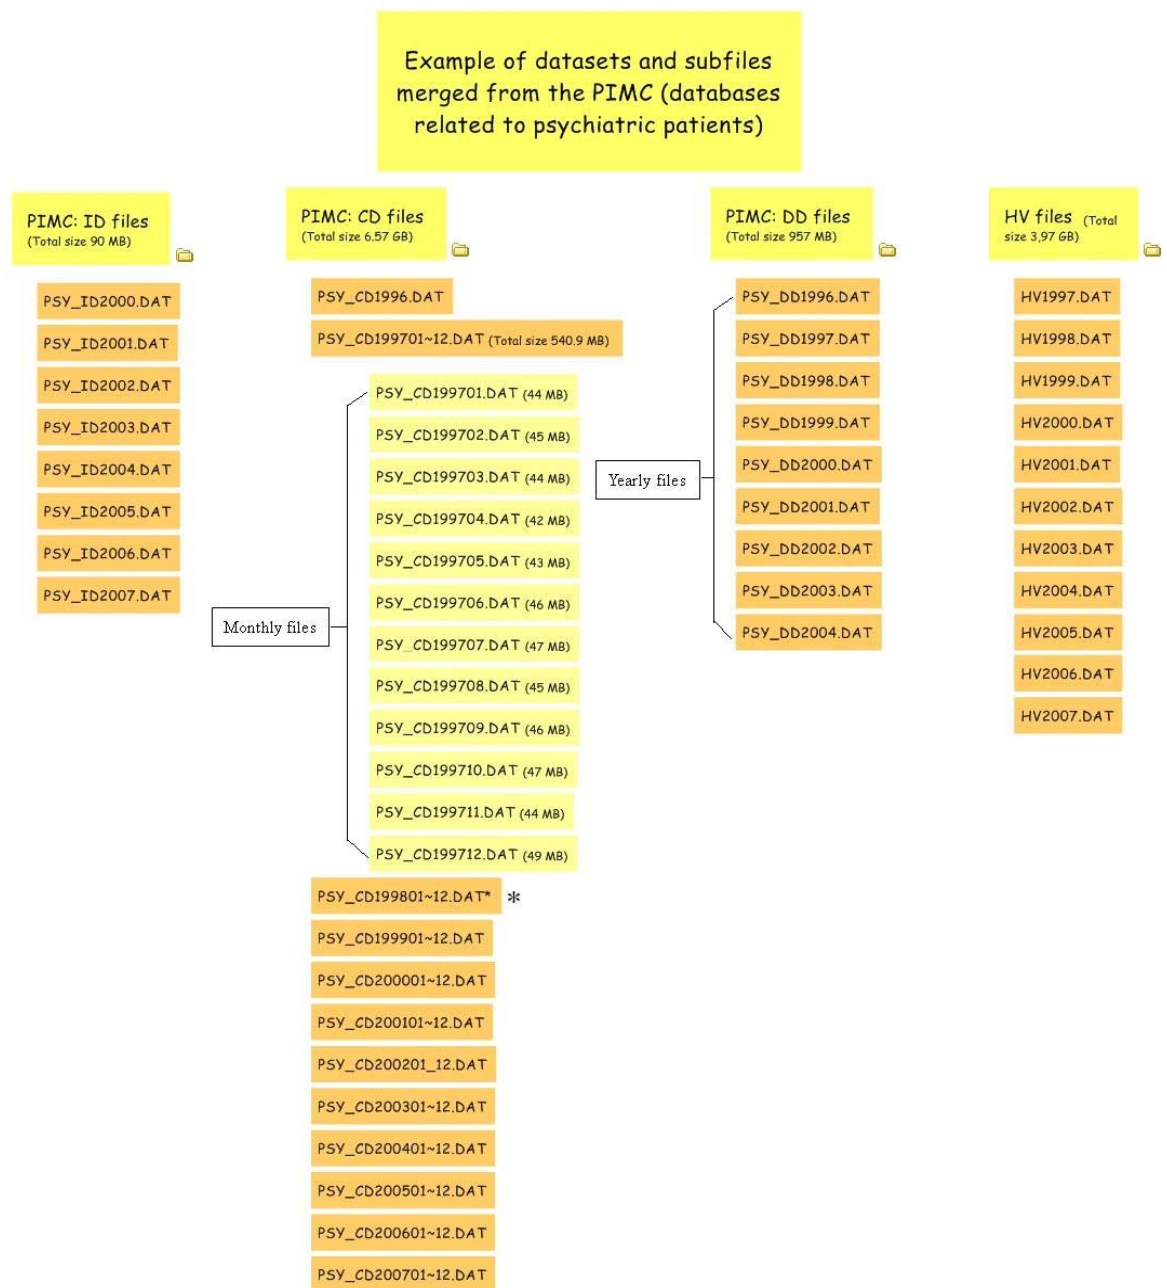 Example of datasets and subfiles
merged from the PIMC (databases
related to psychiatric patients)
PIMC: ID files
(Total size 90 MB)
PSY_ID2000.DAT
PSY_ID2001.DAT
PSY_ID2002.DAT
PSY_ID2003.DAT
PSY_ID2004.DAT
PSY_ID2005.DAT
PSY_ID2006.DAT
PSY_ID2007.DAT
PIMC: CD files
(Total size 6.57 GB)
PSY_CD1996.DAT
PSY_CD199701~12.DAT (Total size 540.9 MB)
Monthly files
PSY_CD199701.DAT (44 MB)
PSY_CD199702.DAT (45 MB)
PSY_CD199703.DAT (44 MB)
PSY_CD199704.DAT (42 MB)
PSY_CD199705.DAT (43 MB)
PSY_CD199706.DAT (46 MB)
PSY_CD199707.DAT (47 MB)
PSY_CD199708.DAT (45 MB)
PSY_CD199709.DAT (46 MB)
PSY_CD199710.DAT (47 MB)
PSY_CD199711.DAT (44 MB)
PSY_CD199712.DAT (49 MB)
PSY_CD199801~12.DAT* *
PSY_CD199901~12.DAT
PSY_CD200001~12.DAT
PSY_CD200101~12.DAT
PSY_CD200201_12.DAT
PSY_CD200301~12.DAT
PSY_CD200401~12.DAT
PSY_CD200501~12.DAT
PSY_CD200601~12.DAT
PSY_CD200701~12.DAT
PIMC: DD files
(Total size 957 MB)
Yearly files
PSY_DD1996.DAT
PSY_DD1997.DAT
PSY_DD1998.DAT
PSY_DD1999.DAT
PSY_DD2000.DAT
PSY_DD2001.DAT
PSY_DD2002.DAT
PSY_DD2003.DAT
PSY_DD2004.DAT
HV files (Total
size 3,97 GB)
HV1997.DAT
HV1998.DAT
HV1999.DAT
HV2000.DAT
HV2001.DAT
HV2002.DAT
HV2003.DAT
HV2004.DAT
HV2005.DAT
HV2006.DAT
HV2007.DAT